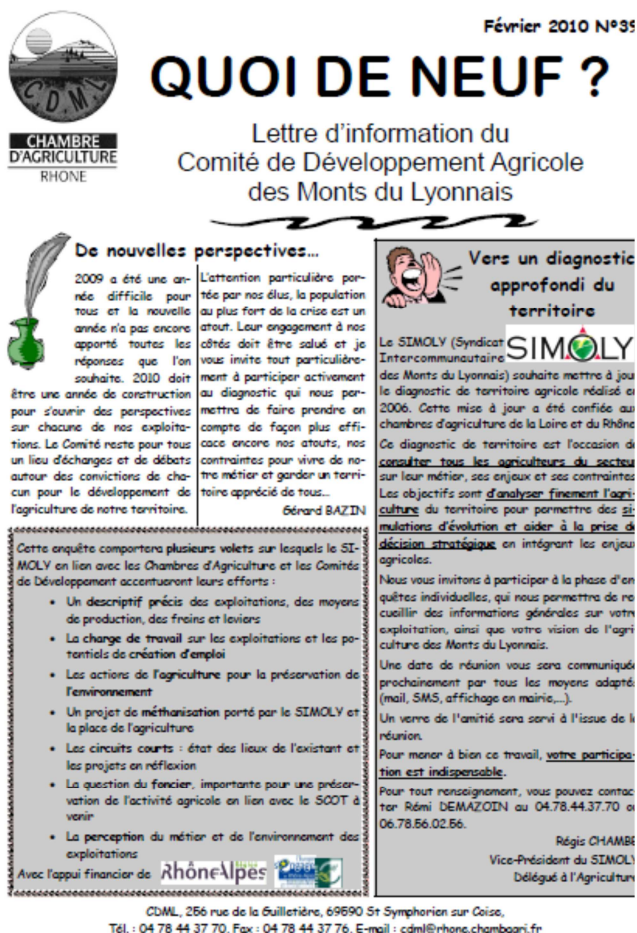 Février 2010 N°39
QUOI DE NEUF ?
CDML
CHAMBRE
D'AGRICULTURE
RHONE
Lettre d'information du
Comité de Développement Agricole
des Monts du Lyonnais
De nouvelles perspectives…
2009 a été une an-
née difficile pour
tous et la nouvelle
année n'a pas encore
apporté toutes les
réponses que l'on
souhaite. 2010 doit
être une année de construction
pour s'ouvrir des perspectives
sur chacune de nos exploita-
tions. Le Comité reste pour tous
un lieu d'échanges et de débats
autour des convictions de cha-
cun pour le développement de
l'agriculture de notre territoire.
L'attention particulière por-
tée par nos élus, la population
au plus fort de la crise est un
atout. Leur engagement à nos
côtés doit être salué et je
vous invite tout particulière-
ment à participer activement
au diagnostic qui nous per-
mettra de faire prendre en
compte de façon plus effi-
cace encore nos atouts, nos
contraintes pour vivre de no-
tre métier et garder un terri-
toire apprécié de tous…
Gérard BAZIN
Cette enquête comportera plusieurs volets sur lesquels le SI-
MOLY en lien avec les Chambres d'Agriculture et les Comités
de Développement accentueront leurs efforts :
• Un descriptif précis des exploitations, des moyens
de production, des freins et leviers
• La charge de travail sur les exploitations et les po-
tentiels de création d'emploi
• Les actions de l'agriculture pour la préservation de
l'environnement
• Un projet de méthanisation porté par le SIMOLY et
la place de l'agriculture
• Les circuits courts : état des lieux de l'existant et
les projets en réflexion
• La question du foncier, importante pour une préser-
vation de l'activité agricole en lien avec le SCOT à
venir
• La perception du métier et de l'environnement des
exploitations
Avec l'appui financier de RhôneAlpes
Vers un diagnostic
approfondi du
territoire
Le SIMOLY (Syndicat SIMOLY
Intercommunautaire
des Monts du Lyonnais) souhaite mettre à jou
le diagnostic de territoire agricole réalisé e
2006. Cette mise à jour a été confiée au
chambres d'agriculture de la Loire et du Rhône
Ce diagnostic de territoire est l'occasion d
consulter tous les agriculteurs du secteu
sur leur métier, ses enjeux et ses contraintes
Les objectifs sont d'analyser finement l'agri-
culture du territoire pour permettre des si-
mulations d'évolution et aider à la prise de
décision stratégique en intégrant les enjeu
agricoles.
Nous vous invitons à participer à la phase d'en
quêtes individuelles, qui nous permettra de re
cueillir des informations générales sur votre
exploitation, ainsi que votre vision de l'agri
culture des Monts du Lyonnais.
Une date de réunion vous sera communiquée
prochainement par tous les moyens adaptés
(mail, SMS, affichage en mairie,…).
Un verre de l'amitié sera servi à l'issue de l
réunion.
Pour mener à bien ce travail, votre participa-
tion est indispensable.
Pour tout renseignement, vous pouvez contac
ter Rémi DEMAZOIN au 04.78.44.37.70 o
06.78.56.02.56.
Régis CHAMBE
Vice-Président du SIMOLY
Délégué à l'Agriculture
CDML, 256 rue de la Guilletière, 69590 St Symphorien sur Coise,
Tél. : 04 78 44 37 70, Fax : 04 78 44 37 76, E-mail : cdml@rhone.chambagri.fr